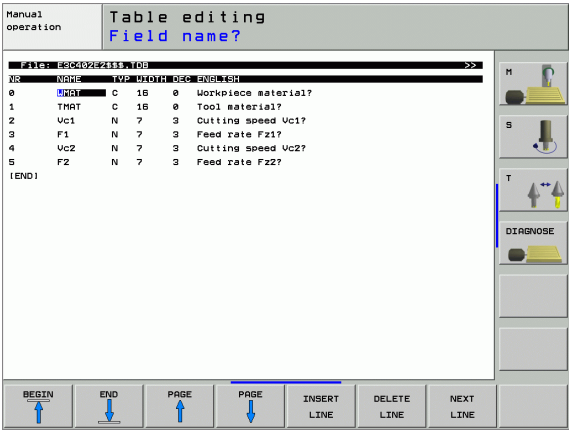 Manual
operation
Table editing
Field name?
File: E3C402E2$$$.TDB >>
NR NAME TYP WIDTH DEC ENGLISH
0 WMAT C 16 0 Workpiece material?
1 TMAT C 16 0 Tool material?
2 Vc1 N 7 3 Cutting speed Vc1?
3 F1 N 7 3 Feed rate Fz1?
4 Vc2 N 7 3 Cutting speed Vc2?
5 F2 N 7 3 Feed rate Fz2?
[END]
M
S
T
DIAGNOSE
BEGIN
END
PAGE
PAGE
INSERT
LINE
DELETE
LINE
NEXT
LINE